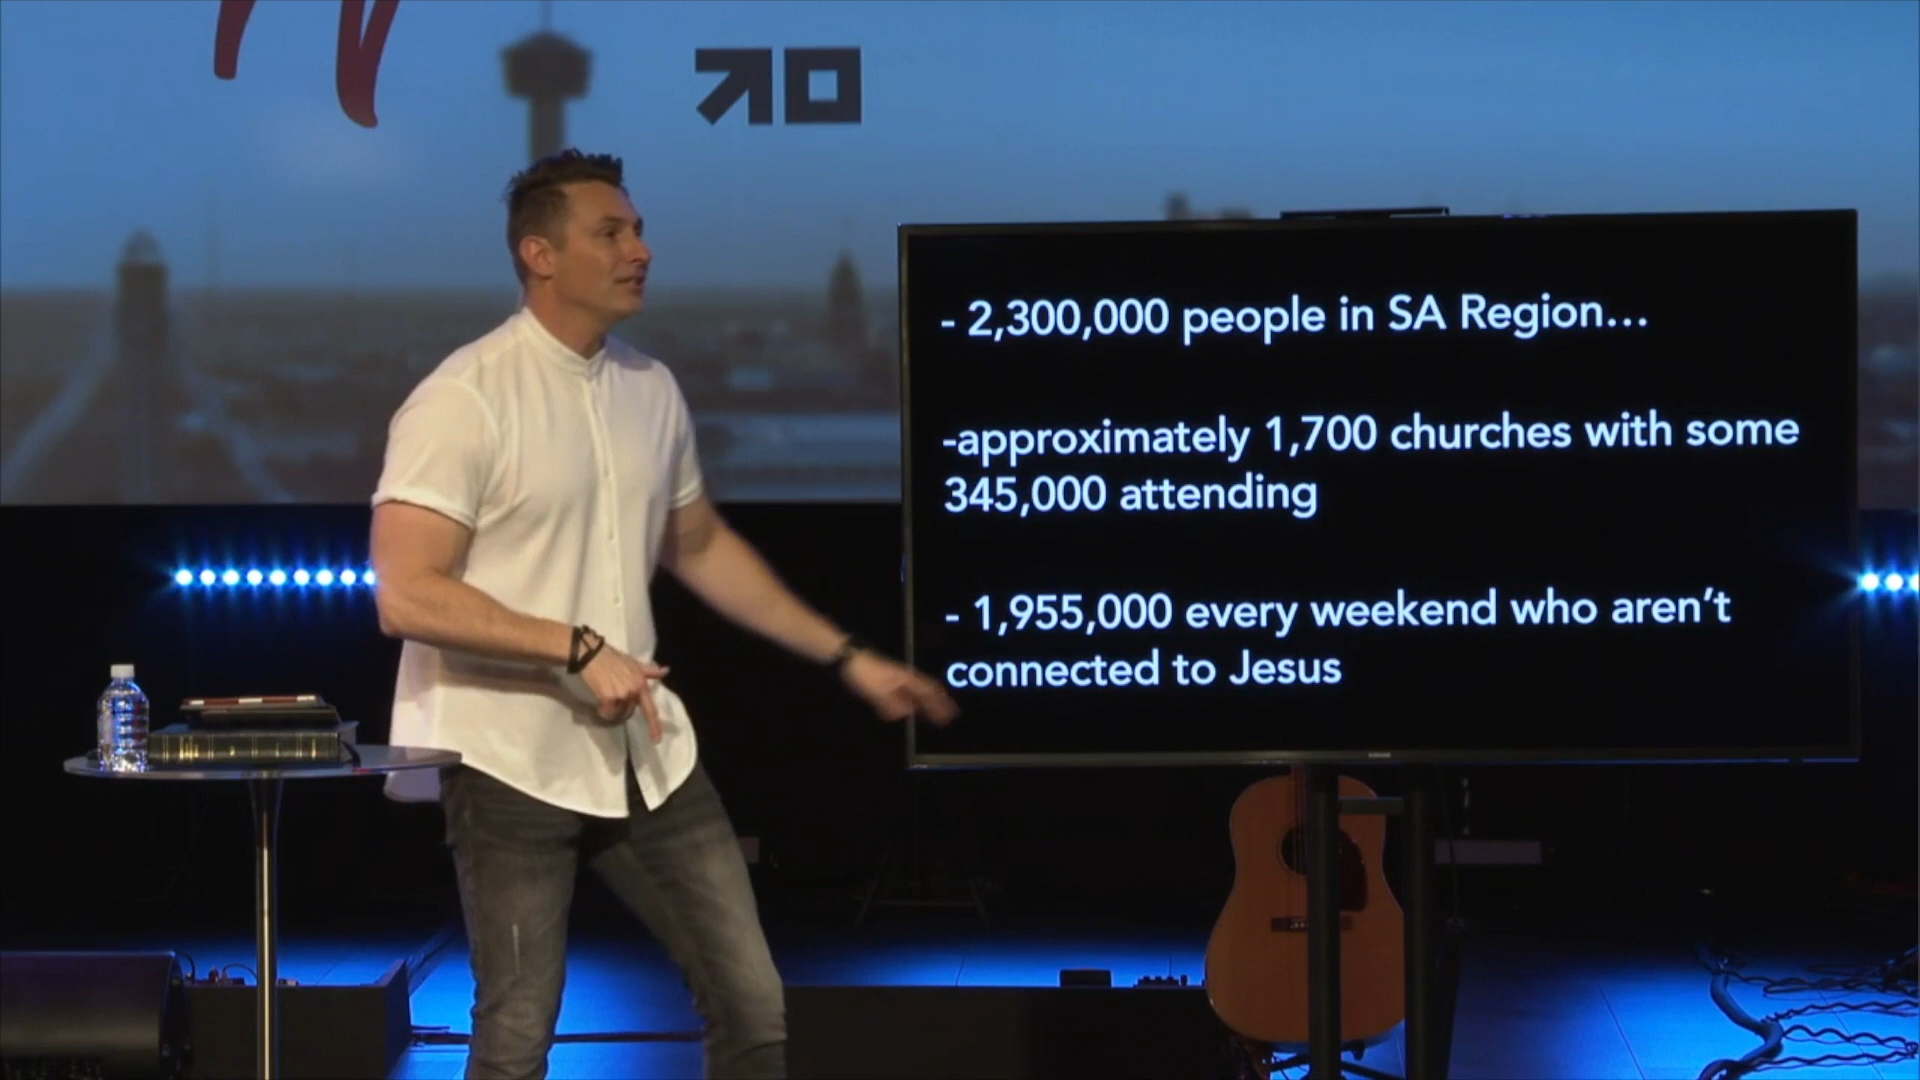 - 2,300,000 people in SA Region...
-approximately 1,700 churches with some
345,000 attending
- 1,955,000 every weekend who aren't
connected to Jesus